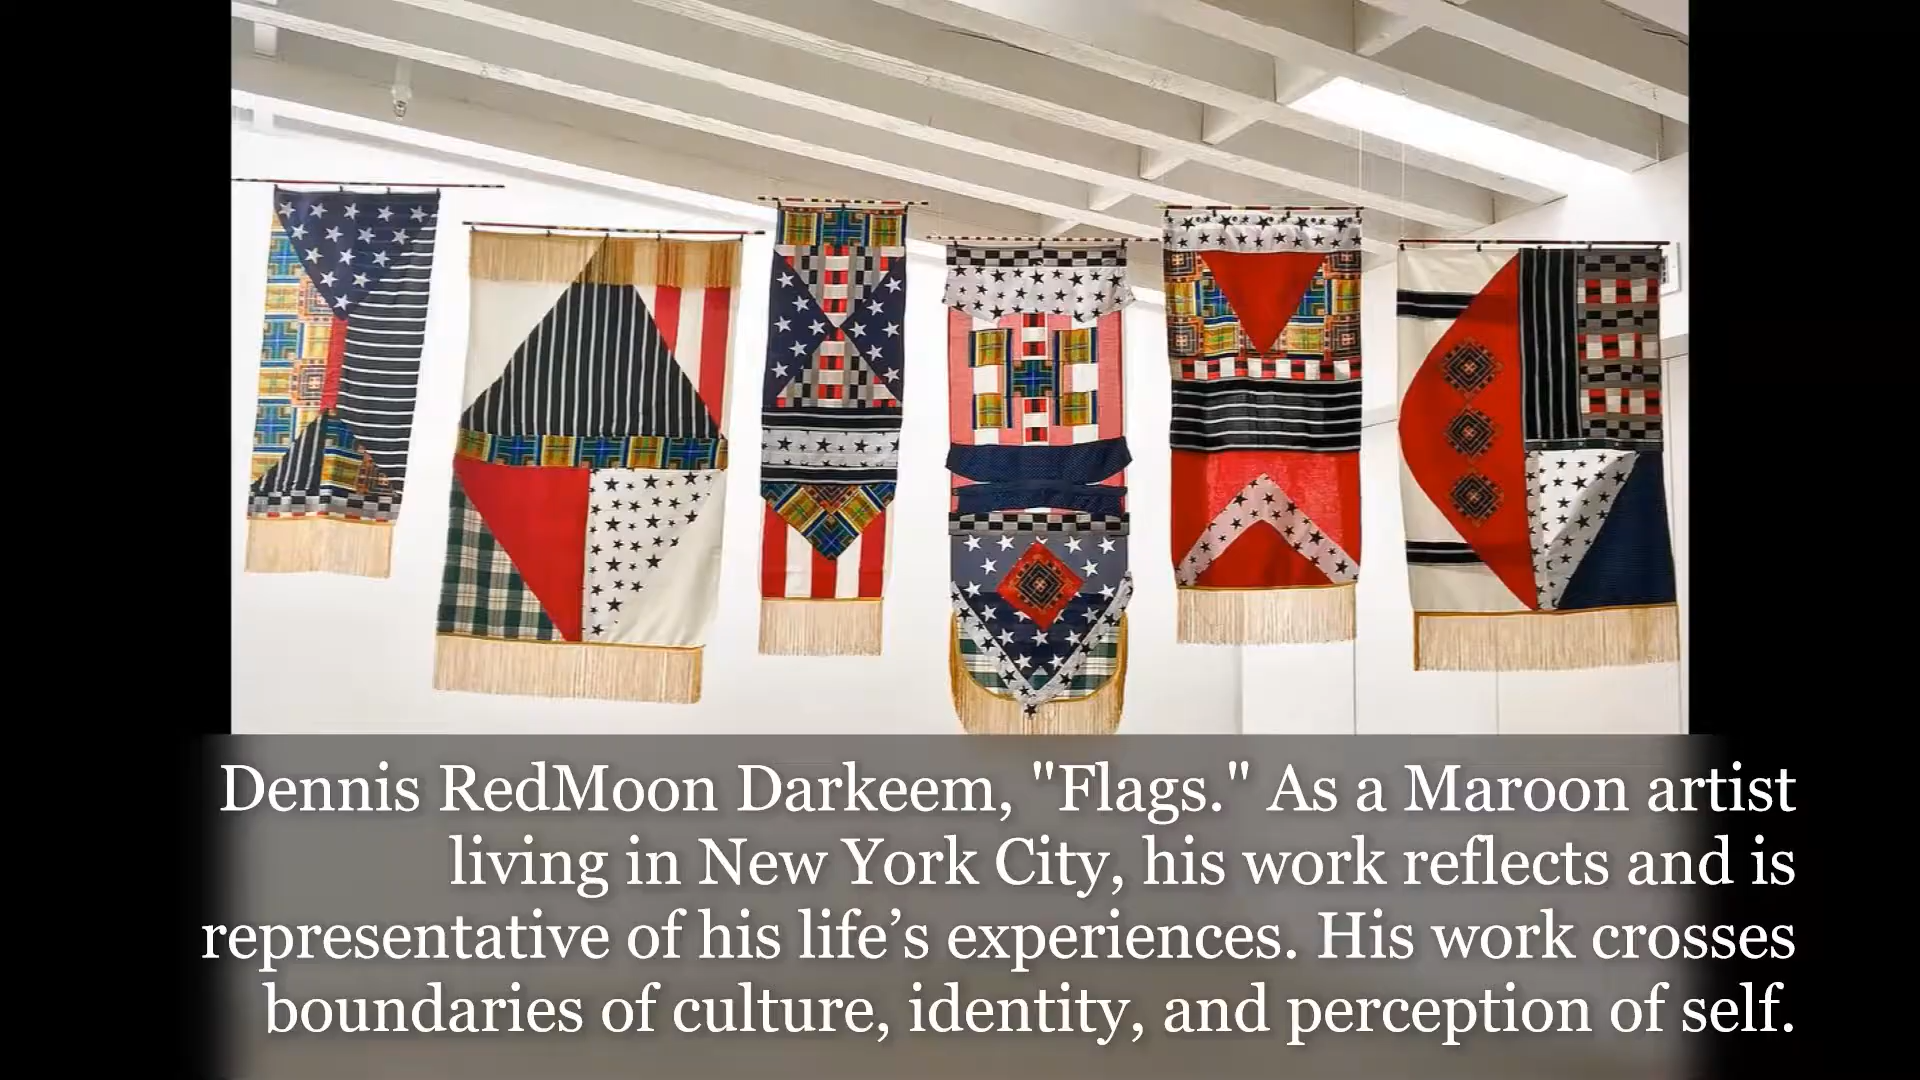 Dennis RedMoon Darkeem, "Flags." As a Maroon artist
living in New York City, his work reflects and is
representative of his life’s experiences. His work crosses
boundaries of culture, identity, and perception of self.